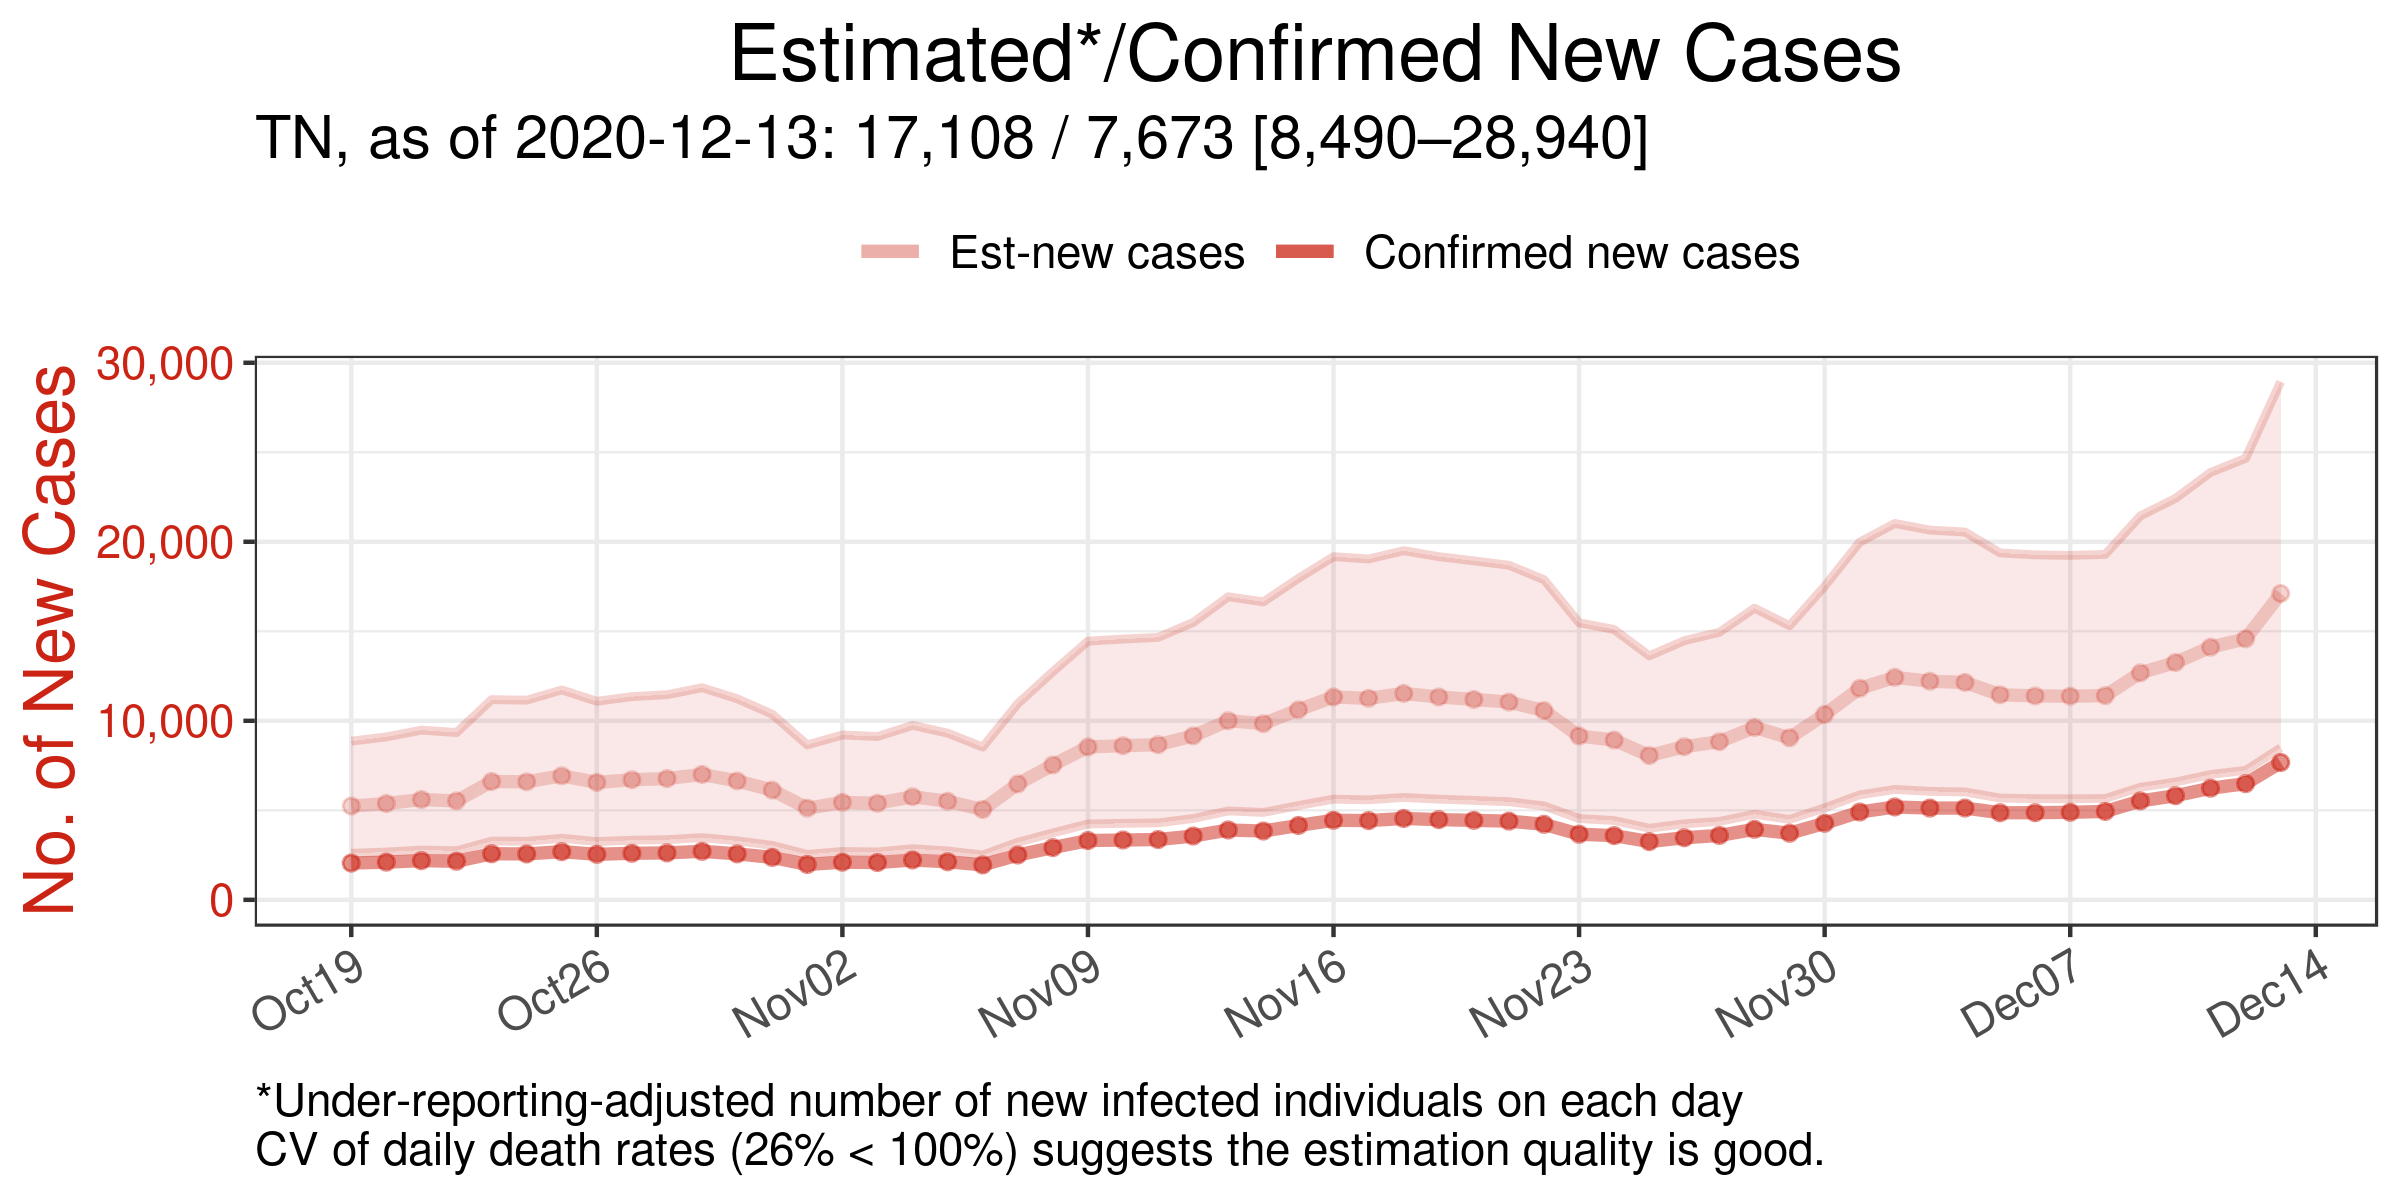 Estimated*/Confirmed New Cases
TN, as of 2020-12-13: 17,108 / 7,673 [8,490–28,940]
Est-new cases
Confirmed new cases
No. of New Cases
30,000
20,000
10,000
0
Oct19
Oct26
Nov02
Nov09
Nov16
Nov23
Nov30
Dec07
Dec14
*Under-reporting-adjusted number of new infected individuals on each day
CV of daily death rates (26% < 100%) suggests the estimation quality is good.